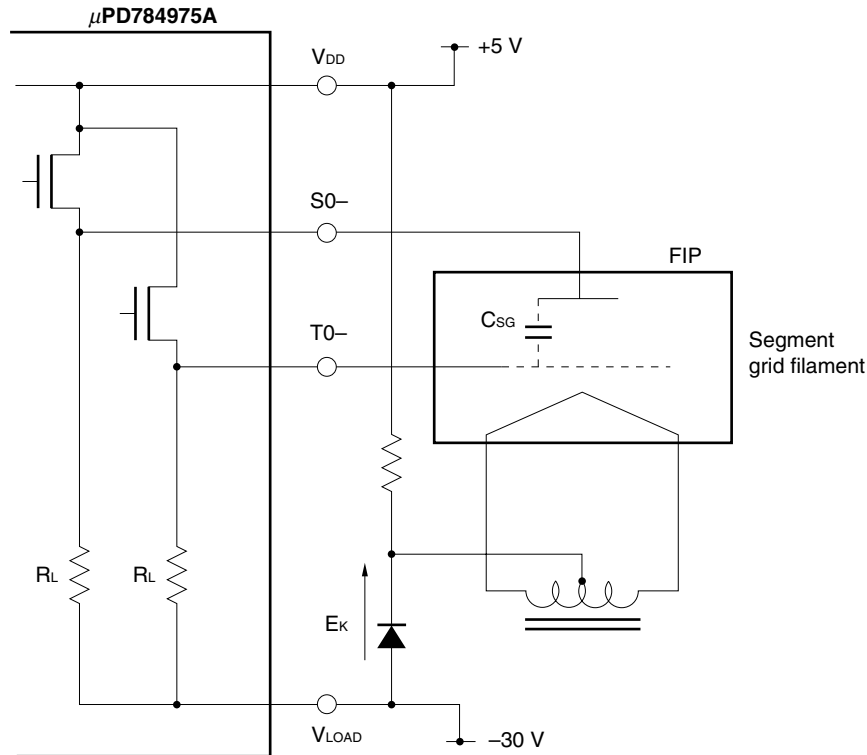 μPD784975A
VDD
+5 V
S0–
FIP
CSG
T0–
Segment
grid filament
RL
RL
EK
VLOAD
–30 V